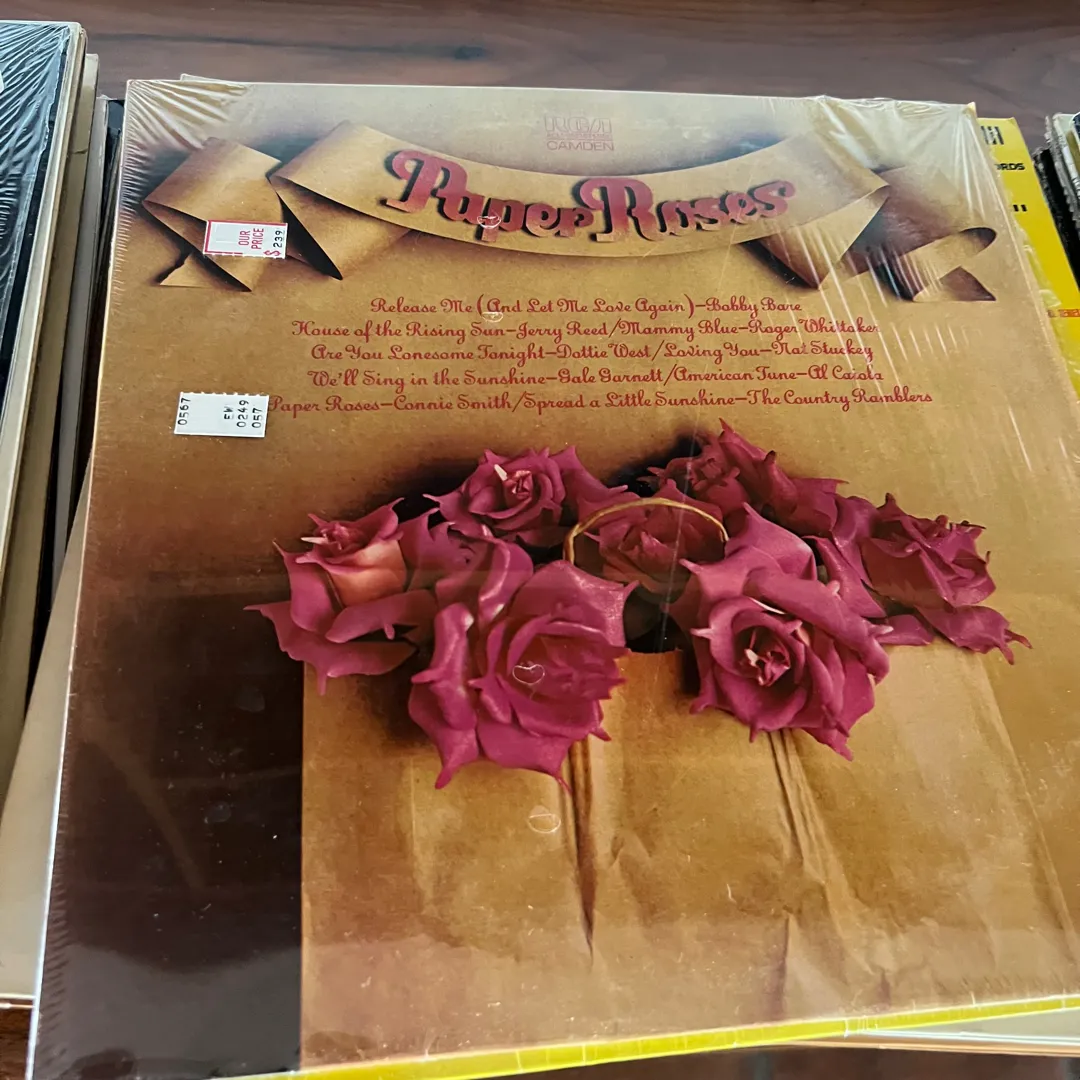 CAMDEN
Paper Roses
OUR
PRICE
$2.39
Release Me (And Let Me Love Again)—Bobby Bare
House of the Rising Sun—Jerry Reed/Mammy Blue—Roger Whittaker
Are You Lonesome Tonight—Dottie West/Loving You—Nat Stuckey
We'll Sing in the Sunshine—Gale Garnett/American Tune—Al Caiola
Paper Roses—Connie Smith/Spread a Little Sunshine—The Country Ramblers
0567
EW
0249
057
ORDS